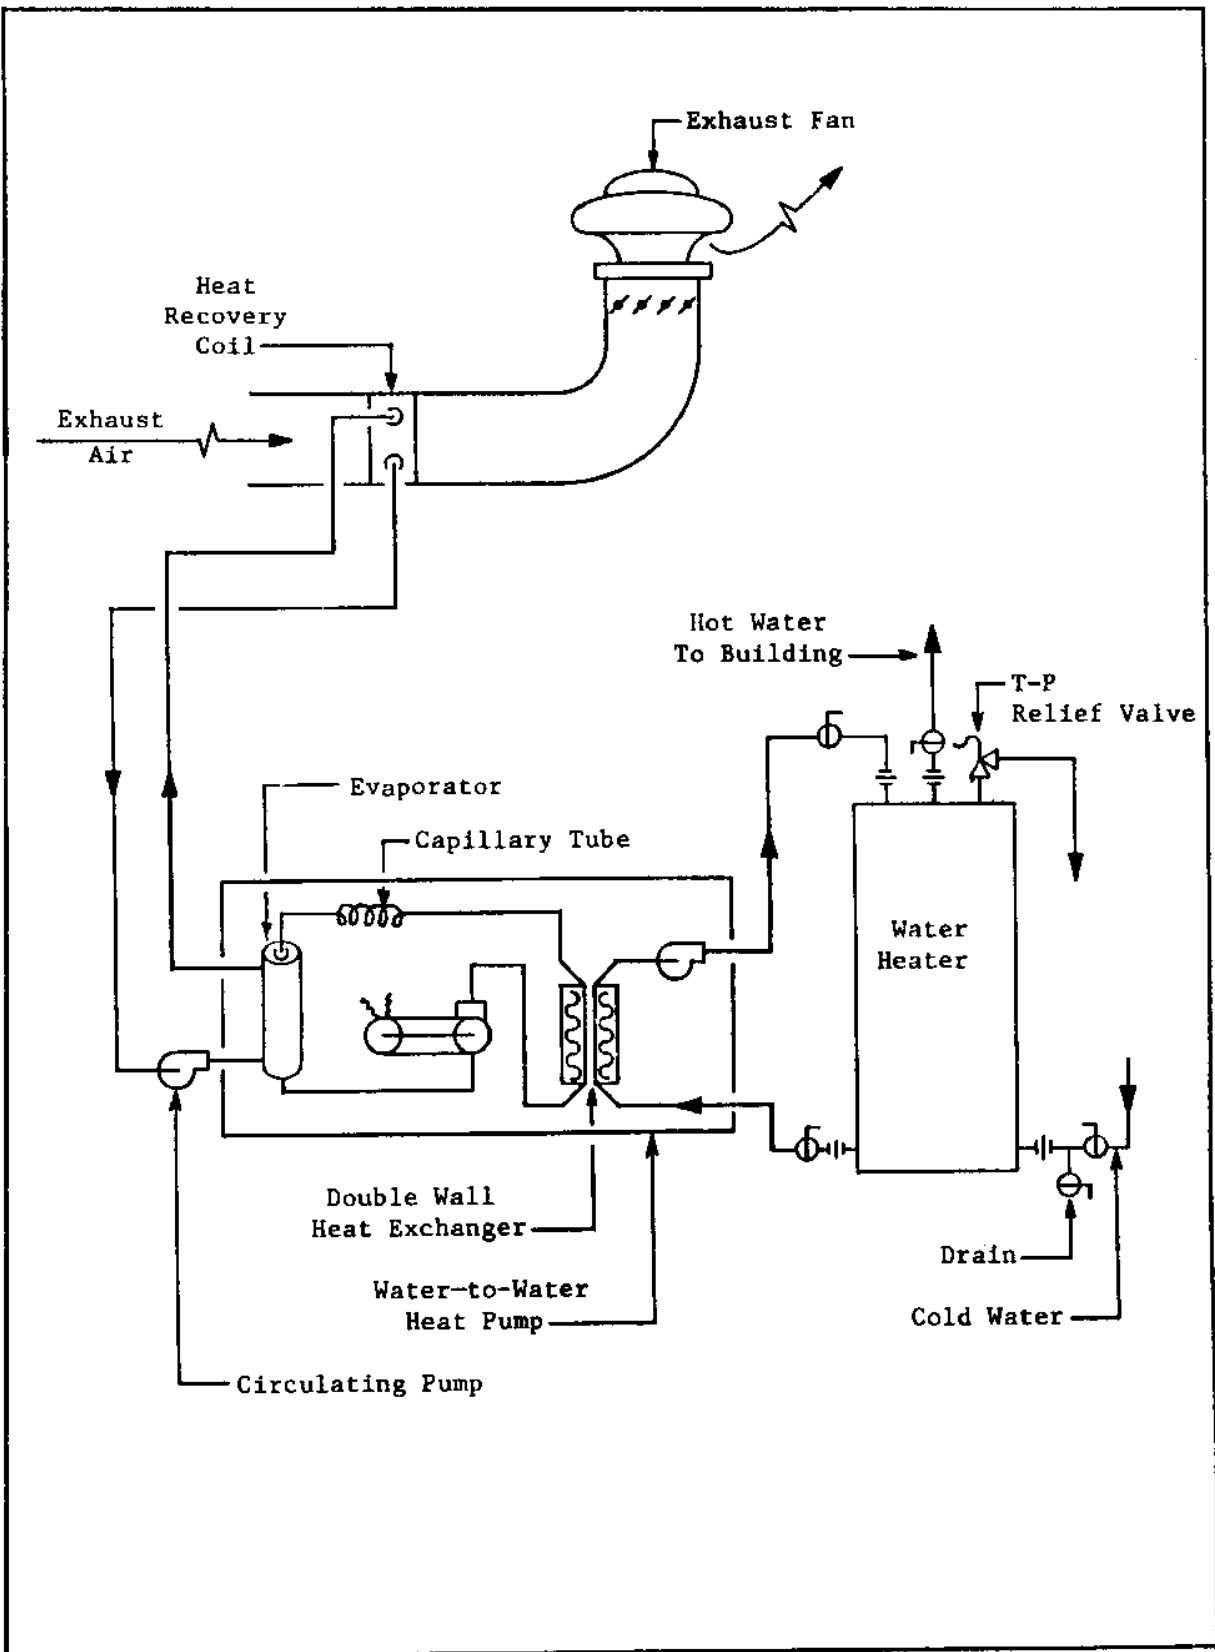 Exhaust Fan
Heat
Recovery
Coil
Exhaust
Air
Hot Water
To Building
T-P
Relief Valve
Evaporator
Capillary Tube
Water
Heater
Double Wall
Heat Exchanger
Drain
Water-to-Water
Heat Pump
Cold Water
Circulating Pump